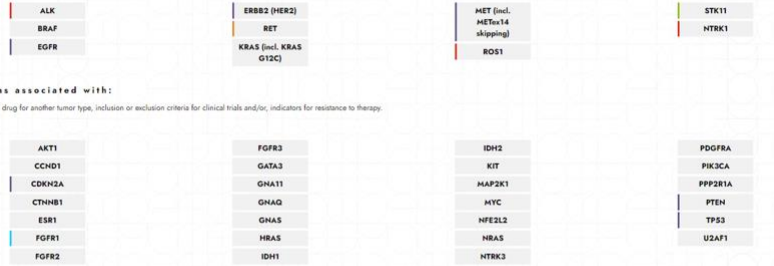 ALK
BRAF
EGFR
ERBB2 (HER2)
RET
KRAS (incl. KRAS
G12C)
MET (incl.
METex14
skipping)
ROS1
STK11
NTRK1
ns associated with:
drug for another tumor type, inclusion or exclusion criteria for clinical trials and/or, indicators for resistance to therapy.
AKT1
CCND1
CDKN2A
CTNNB1
ESR1
FGFR1
FGFR2
FGFR3
GATA3
GNA11
GNAQ
GNAS
HRAS
IDH1
IDH2
KIT
MAP2K1
MYC
NFE2L2
NRAS
NTRK3
PDGFRA
PIK3CA
PPP2R1A
PTEN
TP53
U2AF1